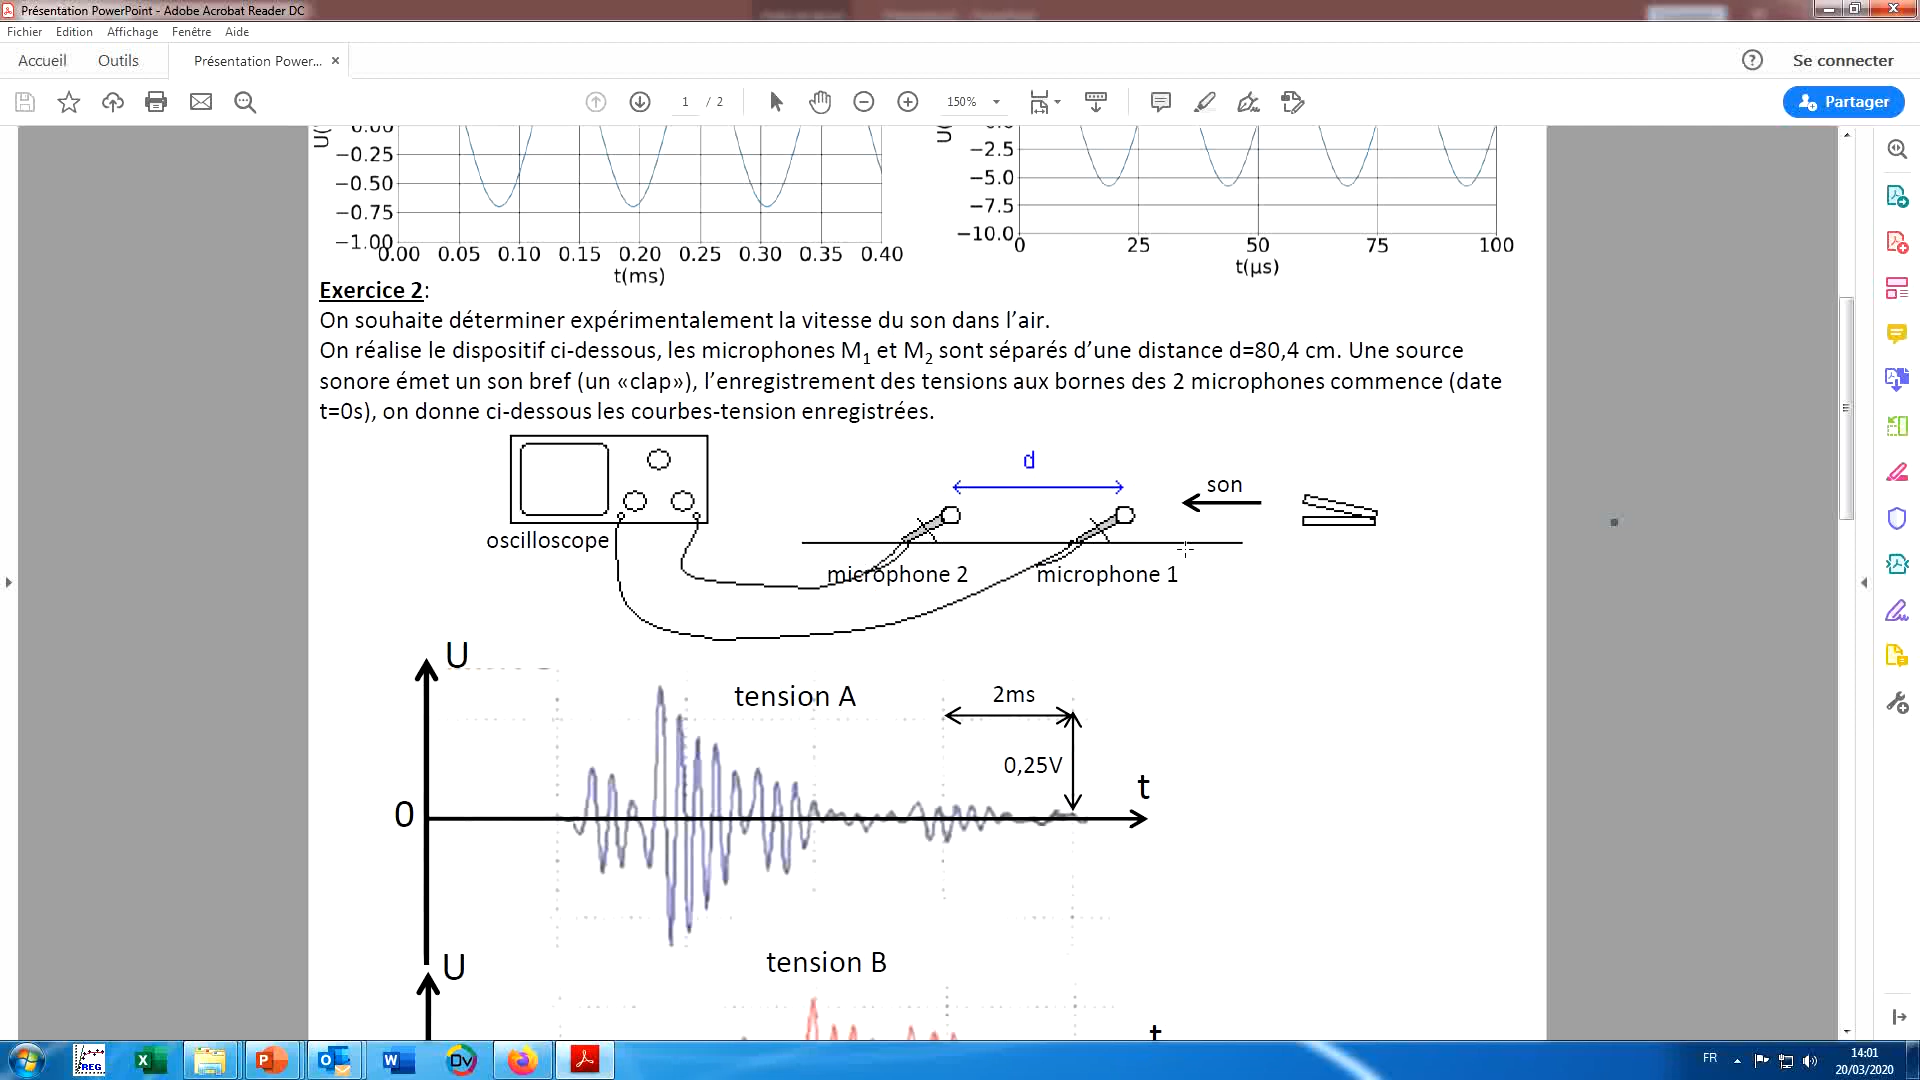 Présentation PowerPoint - Adobe Acrobat Reader DC
Fichier Edition Affichage Fenêtre Aide
Accueil Outils Présentation Power... × Se connecter
1 / 2 150% Partager
U( 0.00
−0.25
−0.50
−0.75
−1.00
0.00 0.05 0.10 0.15 0.20 0.25 0.30 0.35 0.40
t(ms)
−2.5
−5.0
−7.5
−10.0
0 25 50 75 100
t(µs)
Exercice 2:
On souhaite déterminer expérimentalement la vitesse du son dans l’air.
On réalise le dispositif ci-dessous, les microphones M1 et M2 sont séparés d’une distance d=80,4 cm. Une source
sonore émet un son bref (un «clap»), l’enregistrement des tensions aux bornes des 2 microphones commence (date
t=0s), on donne ci-dessous les courbes-tension enregistrées.
d
son
oscilloscope
microphone 2 microphone 1
U
tension A
2ms
0,25V
t
0
U
tension B
t
REG
FR
14:01
20/03/2020